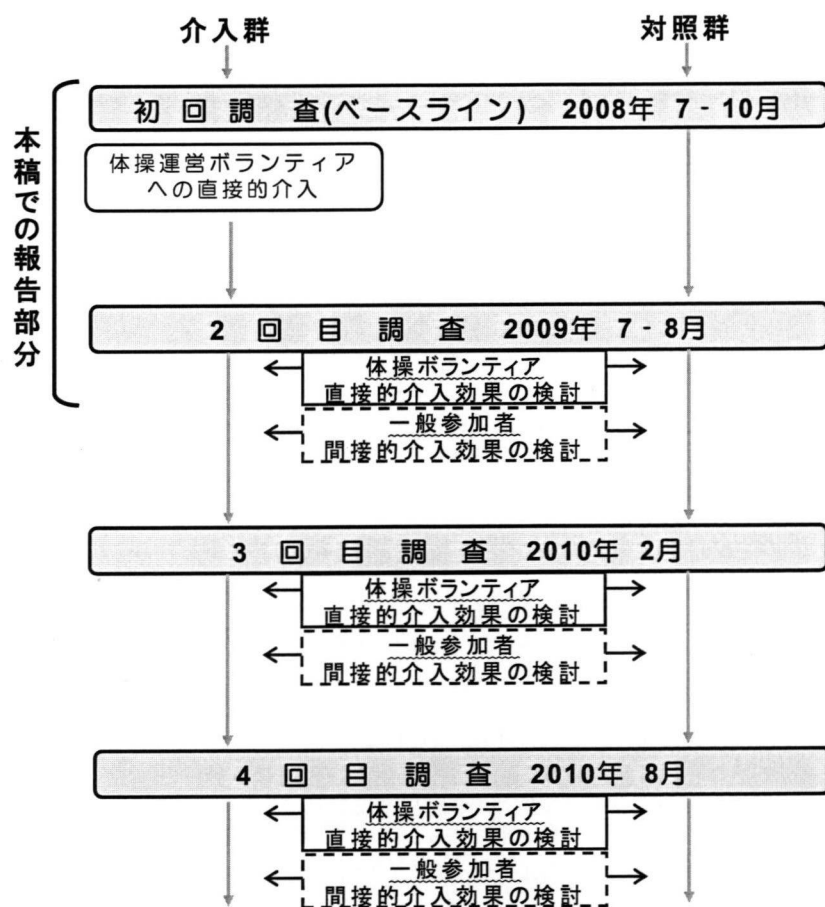 介入群
対照群
本稿での報告部分
初回調査(ベースライン) 2008年 7‐10月
体操運営ボランティア
への直接的介入
2回目調査 2009年 7‐8月
体操ボランティア
直接的介入効果の検討
一般参加者
間接的介入効果の検討
3回目調査 2010年 2月
体操ボランティア
直接的介入効果の検討
一般参加者
間接的介入効果の検討
4回目調査 2010年 8月
体操ボランティア
直接的介入効果の検討
一般参加者
間接的介入効果の検討